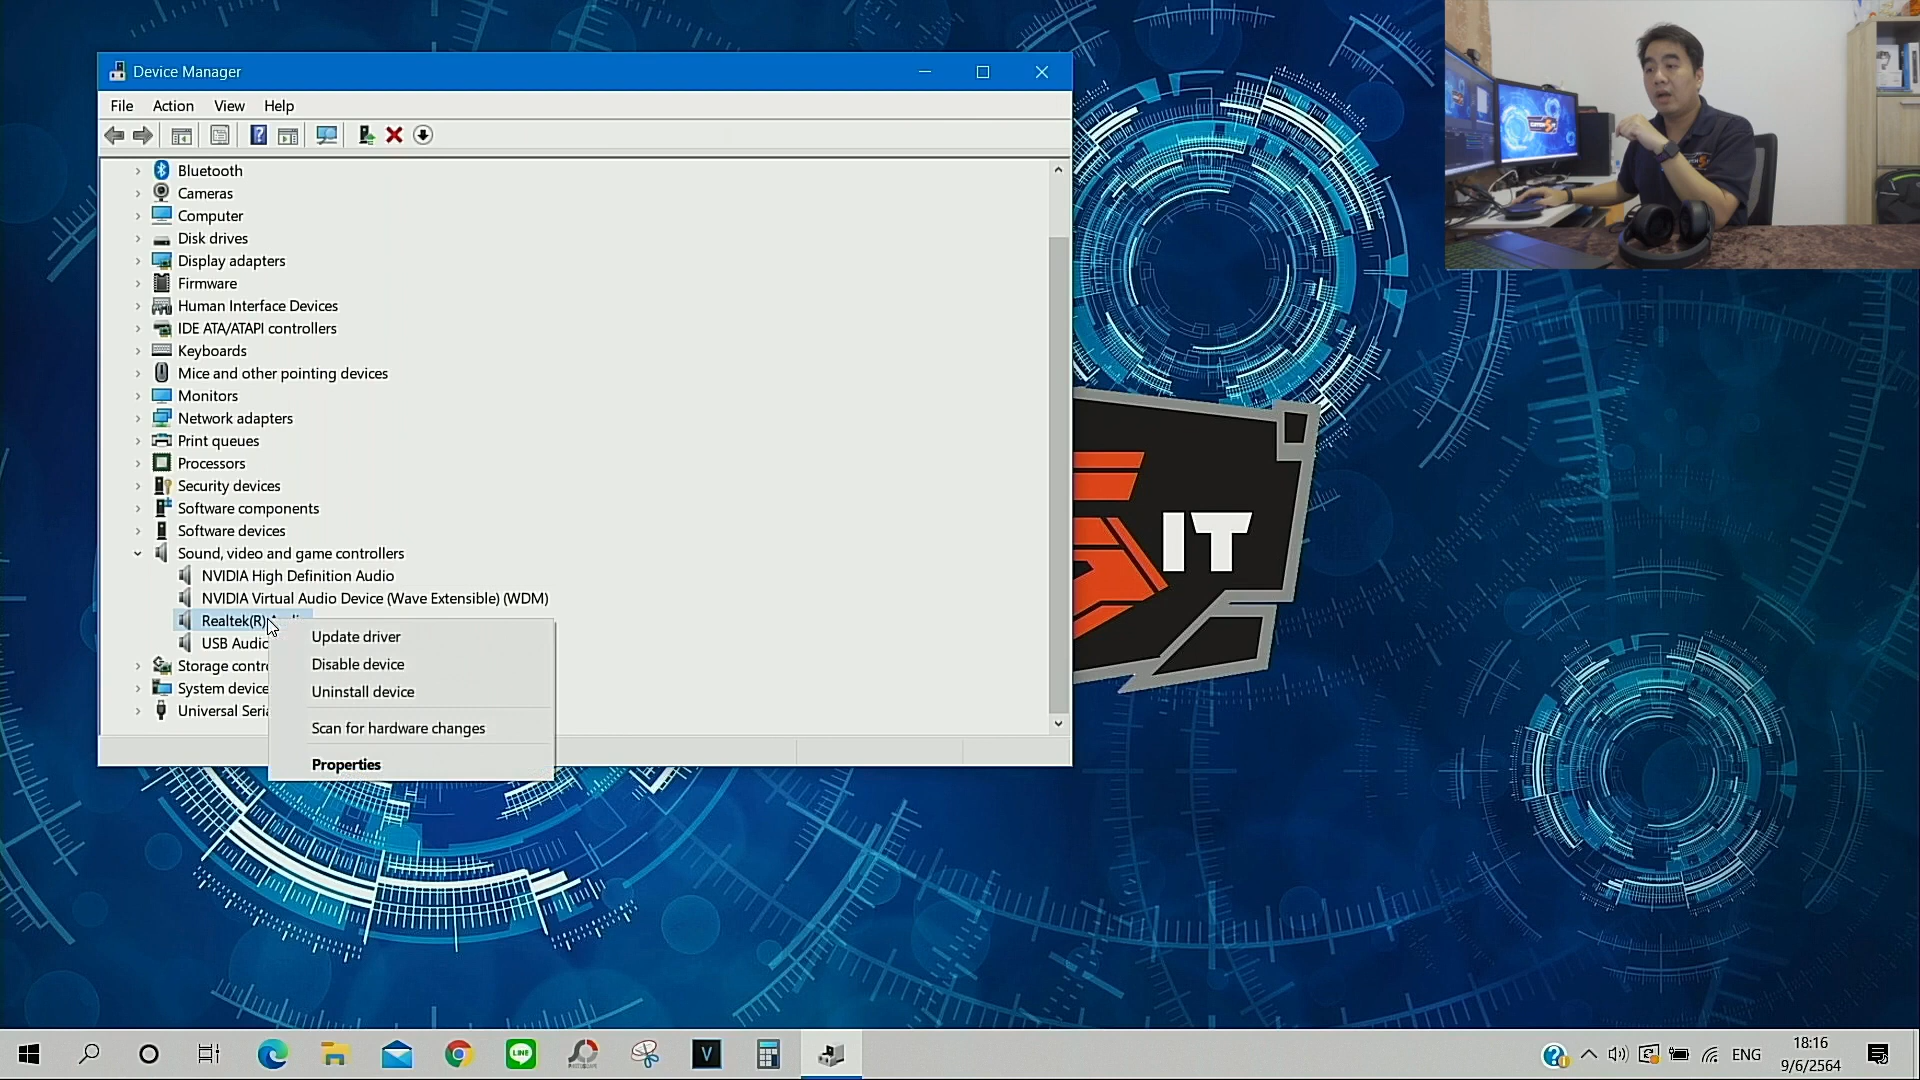 Device Manager
File Action View Help
Bluetooth
Cameras
Computer
Disk drives
Display adapters
Firmware
Human Interface Devices
IDE ATA/ATAPI controllers
Keyboards
Mice and other pointing devices
Monitors
Network adapters
Print queues
Processors
Security devices
Software components
Software devices
Sound, video and game controllers
NVIDIA High Definition Audio
NVIDIA Virtual Audio Device (Wave Extensible) (WDM)
Realtek(R)
USB Audio
Storage contr
System device
Universal Seria
Update driver
Disable device
Uninstall device
Scan for hardware changes
Properties
IT
LINE
V
ENG
18:16
9/6/2564